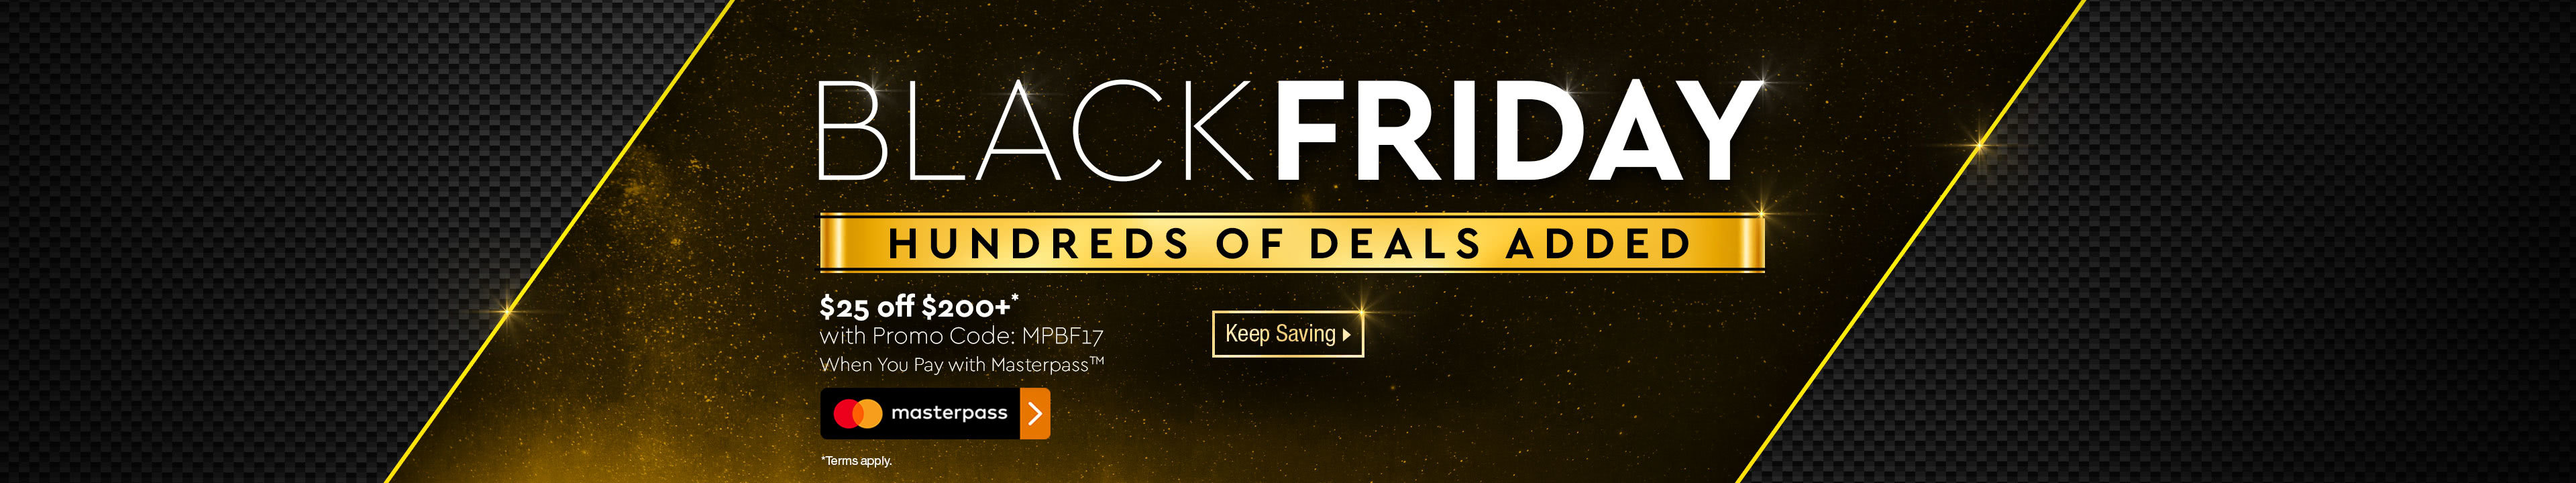 BLACKFRIDAY
HUNDREDS OF DEALS ADDED
$25 off $200+*
with Promo Code: MPBF17
When You Pay with Masterpass™
Keep Saving
masterpass
*Terms apply.